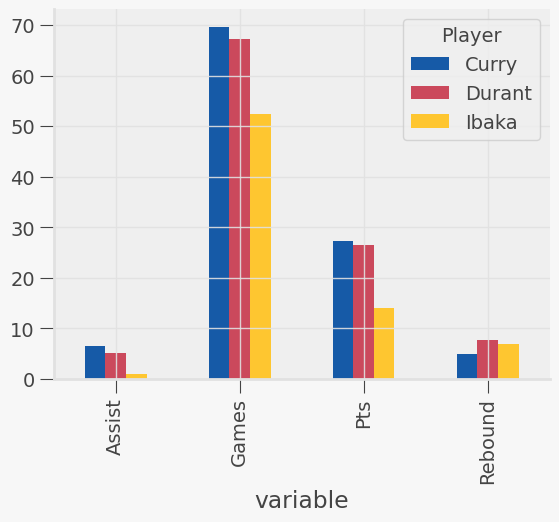 70
60
50
40
30
20
10
0
Player
Curry
Durant
Ibaka
Assist
Games
Pts
Rebound
variable